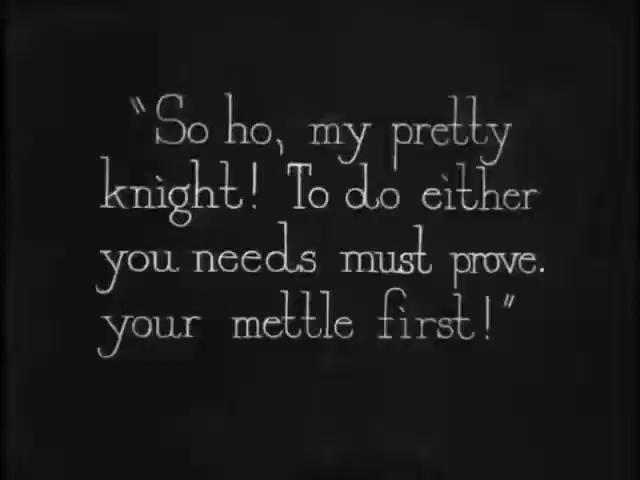 "So ho, my pretty
knight! To do either
you needs must prove.
your mettle first!"